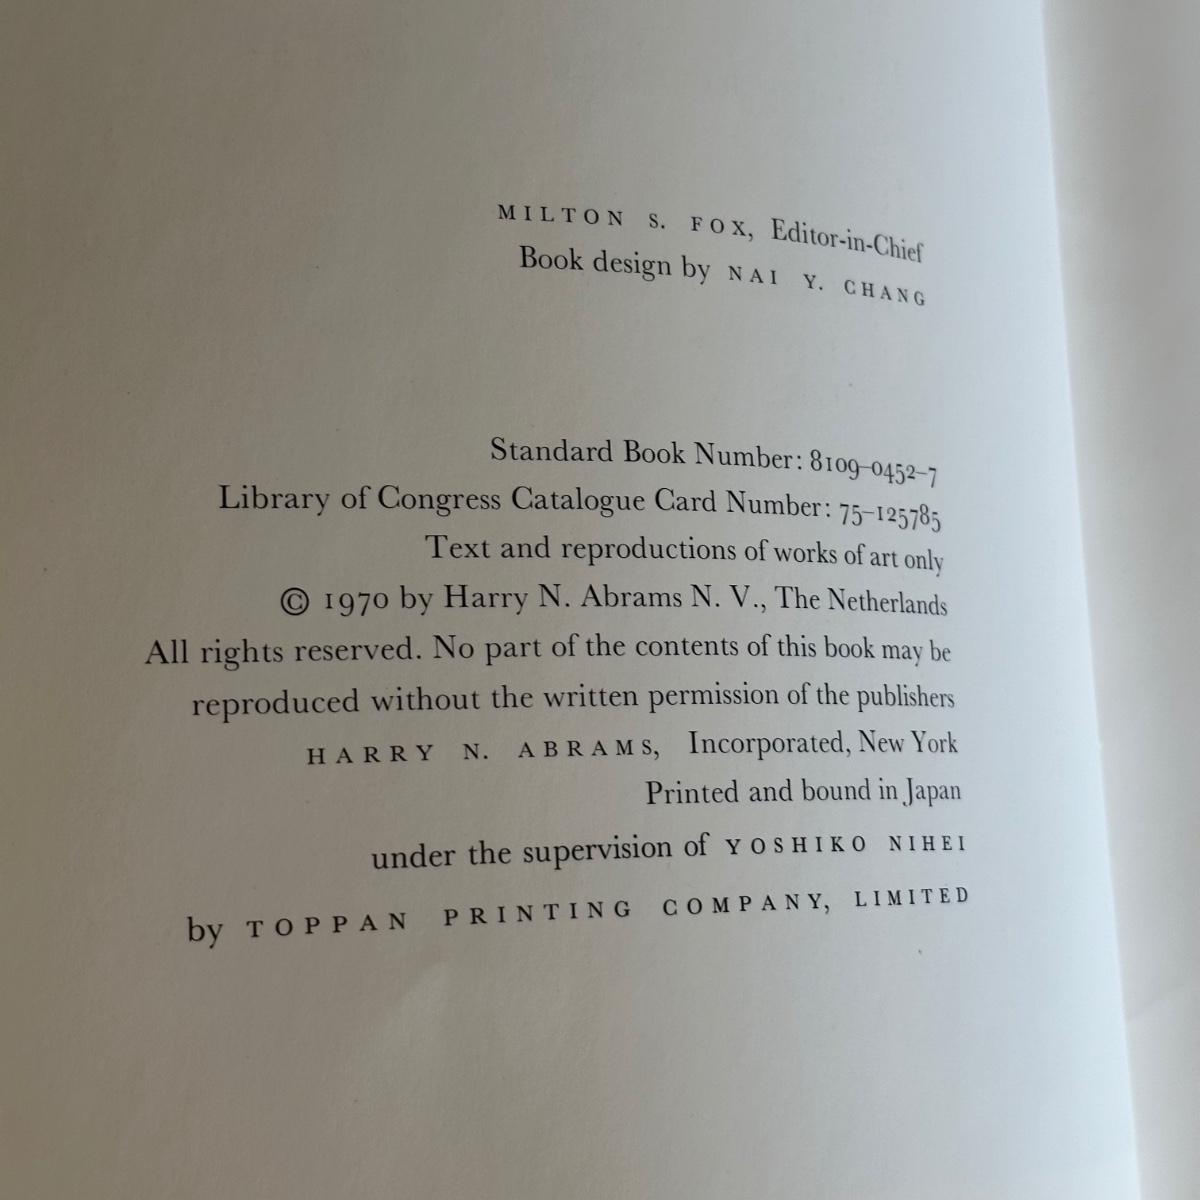 MILTON S. FOX, Editor-in-Chief
Book design by NAI Y. CHANG
Standard Book Number: 8109–0452–7
Library of Congress Catalogue Card Number: 75–125785
Text and reproductions of works of art only
© 1970 by Harry N. Abrams N. V., The Netherlands
All rights reserved. No part of the contents of this book may be
reproduced without the written permission of the publishers
HARRY N. ABRAMS, Incorporated, New York
Printed and bound in Japan
under the supervision of YOSHIKO NIHEI
by TOPPAN PRINTING COMPANY, LIMITED